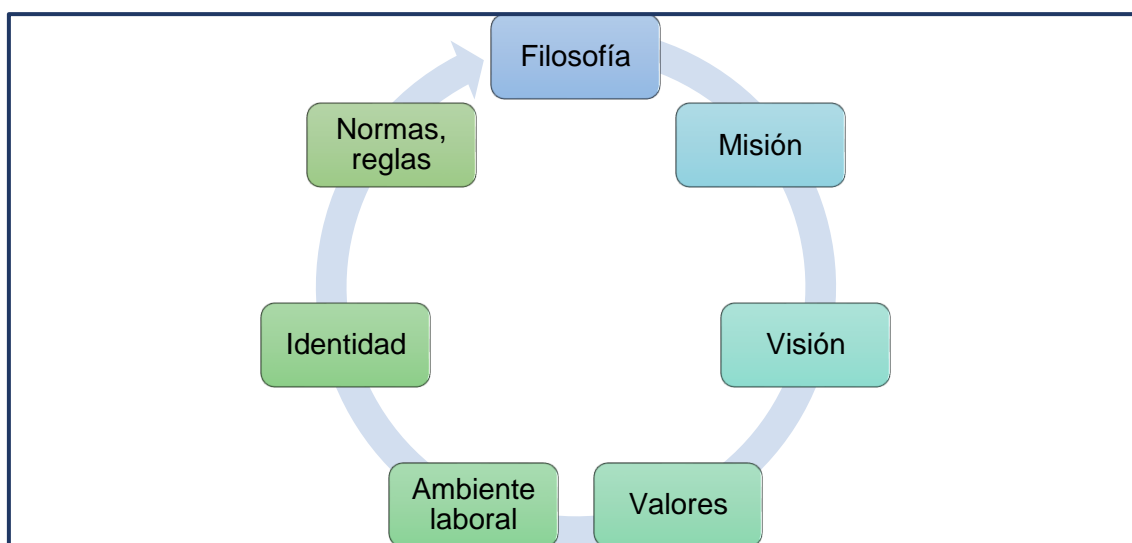 Filosofía
Misión
Visión
Valores
Ambiente
laboral
Identidad
Normas,
reglas